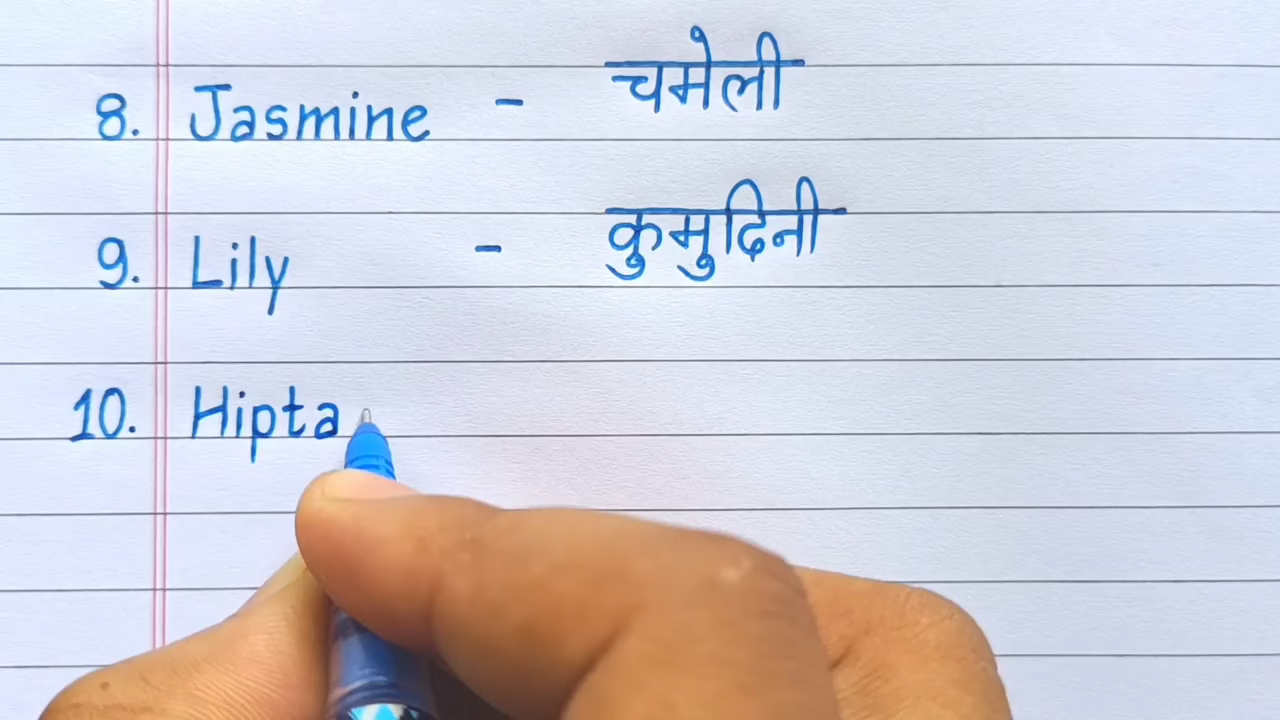 8. Jasmine - चमेली
9. Lily - कुमुदिनी
10. Hipta